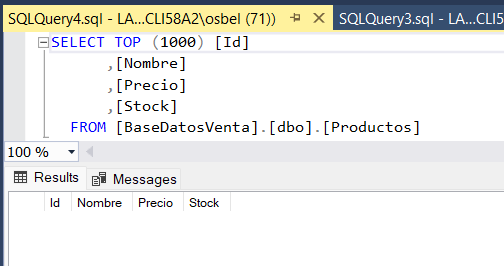 SQLQuery4.sql - LA...CLI58A2\osbel (71)) SQLQuery3.sql - LA...CLI5
SELECT TOP (1000) [Id]
,[Nombre]
,[Precio]
,[Stock]
FROM [BaseDatosVenta].[dbo].[Productos]
100 %
Results Messages
Id Nombre Precio Stock